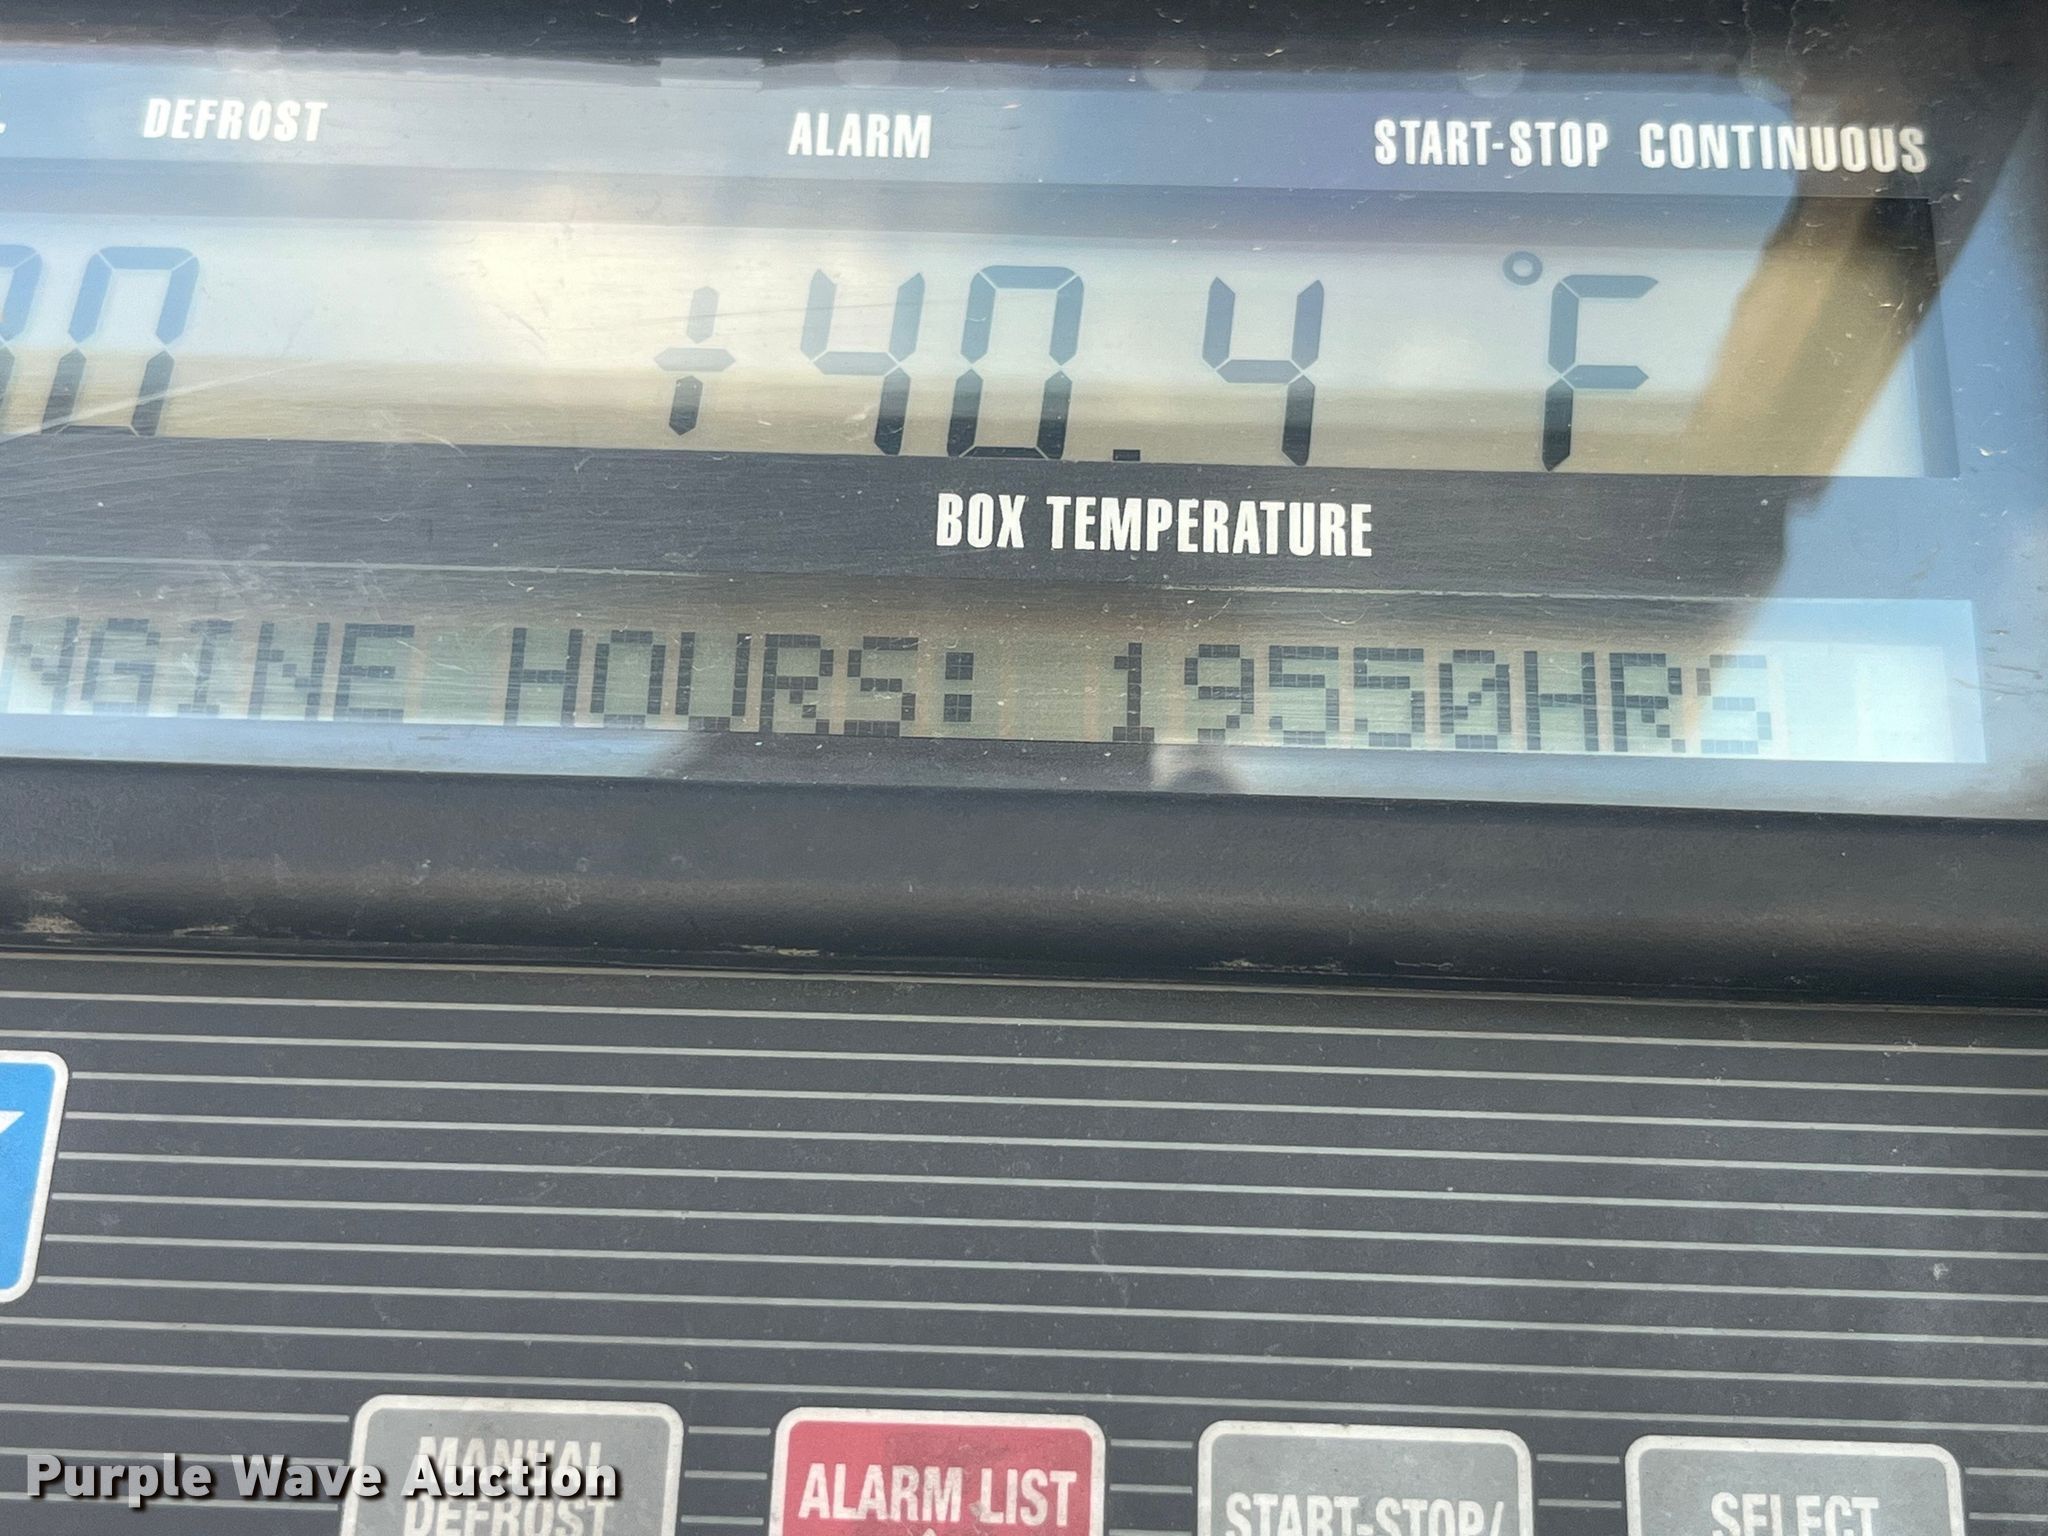 DEFROST ALARM START-STOP CONTINUOUS
+40.4 °F
BOX TEMPERATURE
NGINE HOURS: 19550HRS
MANUAL ALARM LIST START-STOP/ SELECT
DEFROST
Purple Wave Auction